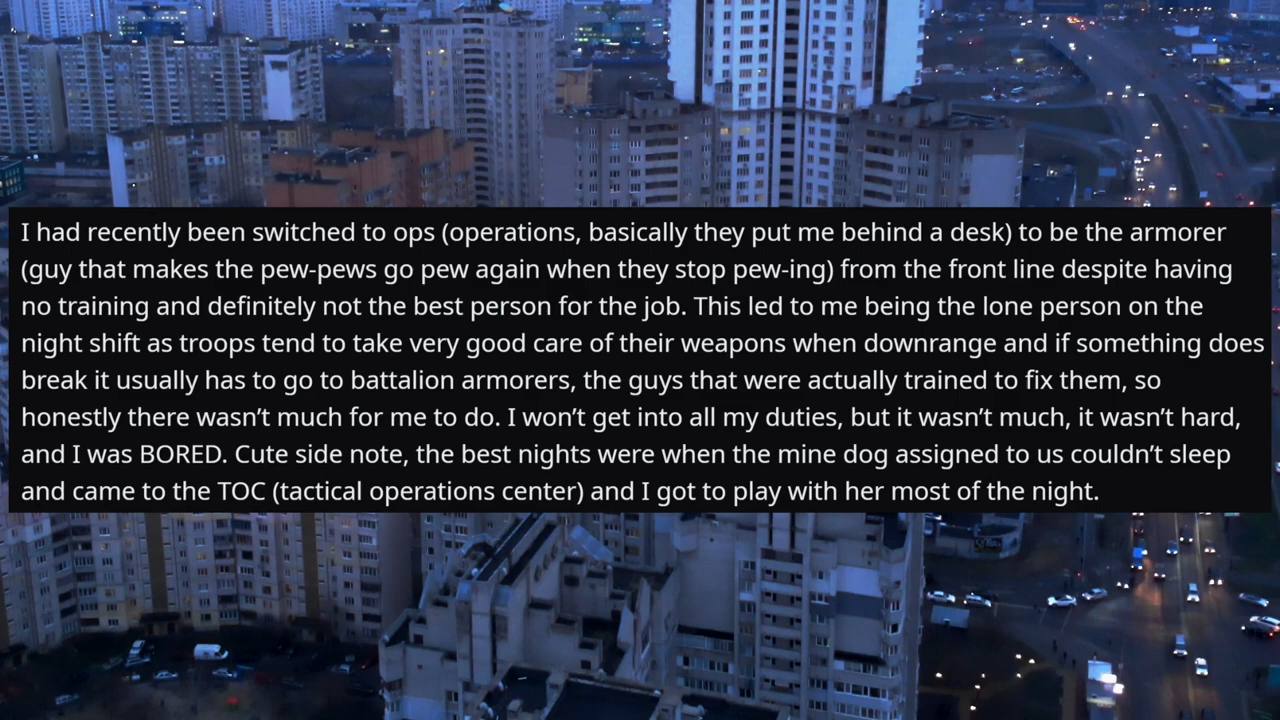 I had recently been switched to ops (operations, basically they put me behind a desk) to be the armorer
(guy that makes the pew-pews go pew again when they stop pew-ing) from the front line despite having
no training and definitely not the best person for the job. This led to me being the lone person on the
night shift as troops tend to take very good care of their weapons when downrange and if something does
break it usually has to go to battalion armorers, the guys that were actually trained to fix them, so
honestly there wasn’t much for me to do. I won’t get into all my duties, but it wasn’t much, it wasn’t hard,
and I was BORED. Cute side note, the best nights were when the mine dog assigned to us couldn’t sleep
and came to the TOC (tactical operations center) and I got to play with her most of the night.